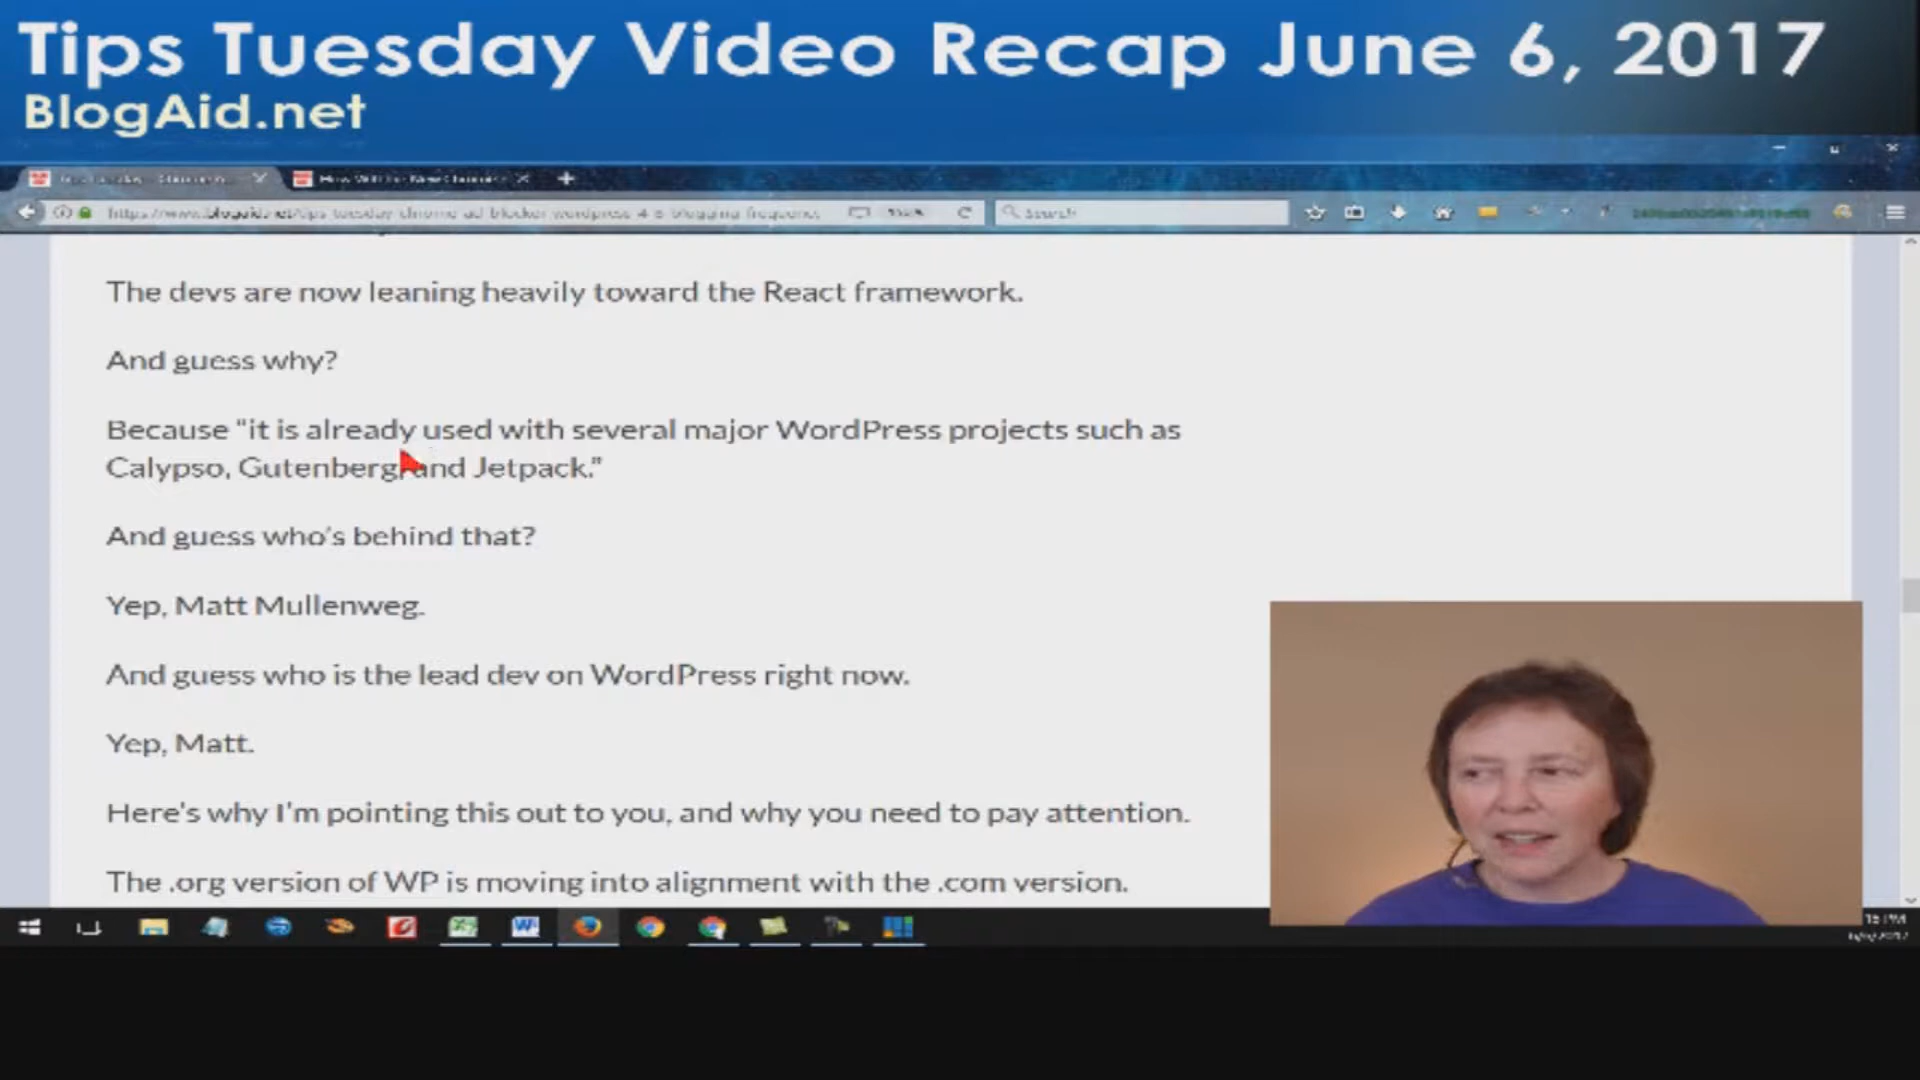 Tips Tuesday Video Recap June 6, 2017
BlogAid.net
Search
The devs are now leaning heavily toward the React framework.
And guess why?
Because "it is already used with several major WordPress projects such as
Calypso, Gutenberg, and Jetpack."
And guess who's behind that?
Yep, Matt Mullenweg.
And guess who is the lead dev on WordPress right now.
Yep, Matt.
Here's why I'm pointing this out to you, and why you need to pay attention.
The .org version of WP is moving into alignment with the .com version.